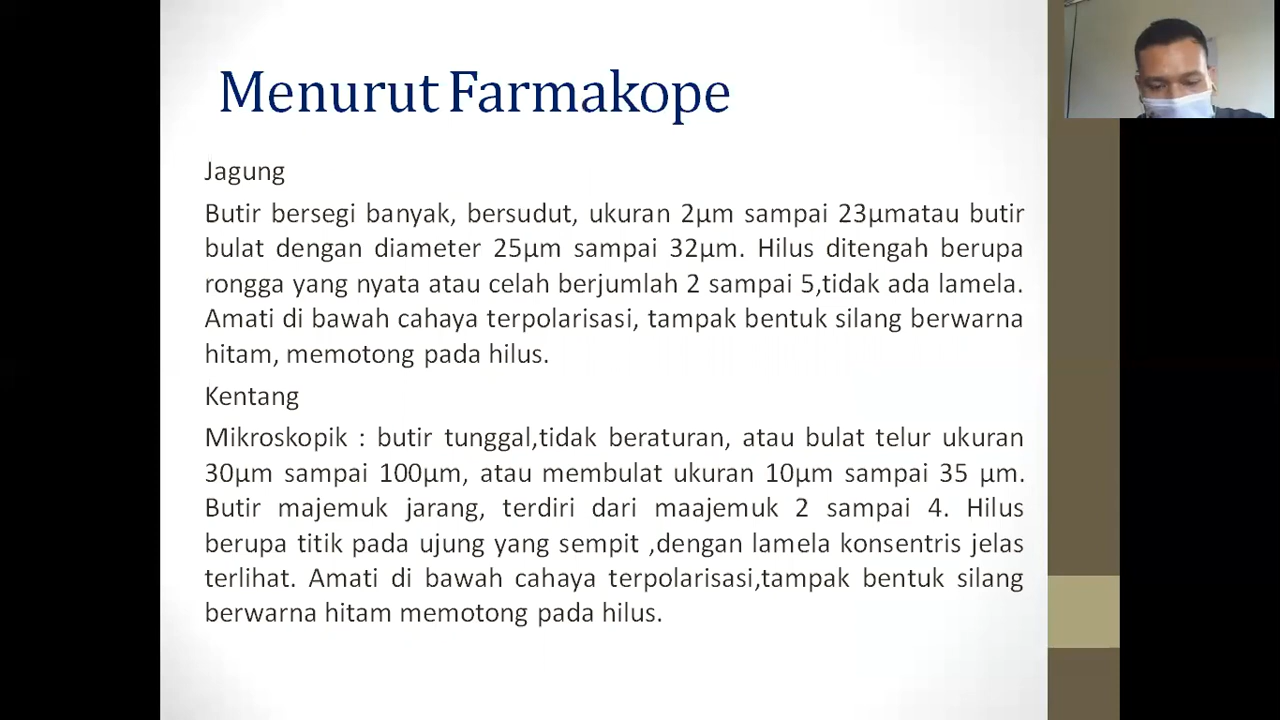 Menurut Farmakope
Jagung
Butir bersegi banyak, bersudut, ukuran 2µm sampai 23µmatau butir
bulat dengan diameter 25µm sampai 32µm. Hilus ditengah berupa
rongga yang nyata atau celah berjumlah 2 sampai 5,tidak ada lamela.
Amati di bawah cahaya terpolarisasi, tampak bentuk silang berwarna
hitam, memotong pada hilus.
Kentang
Mikroskopik : butir tunggal,tidak beraturan, atau bulat telur ukuran
30µm sampai 100µm, atau membulat ukuran 10µm sampai 35 µm.
Butir majemuk jarang, terdiri dari maajemuk 2 sampai 4. Hilus
berupa titik pada ujung yang sempit ,dengan lamela konsentris jelas
terlihat. Amati di bawah cahaya terpolarisasi,tampak bentuk silang
berwarna hitam memotong pada hilus.